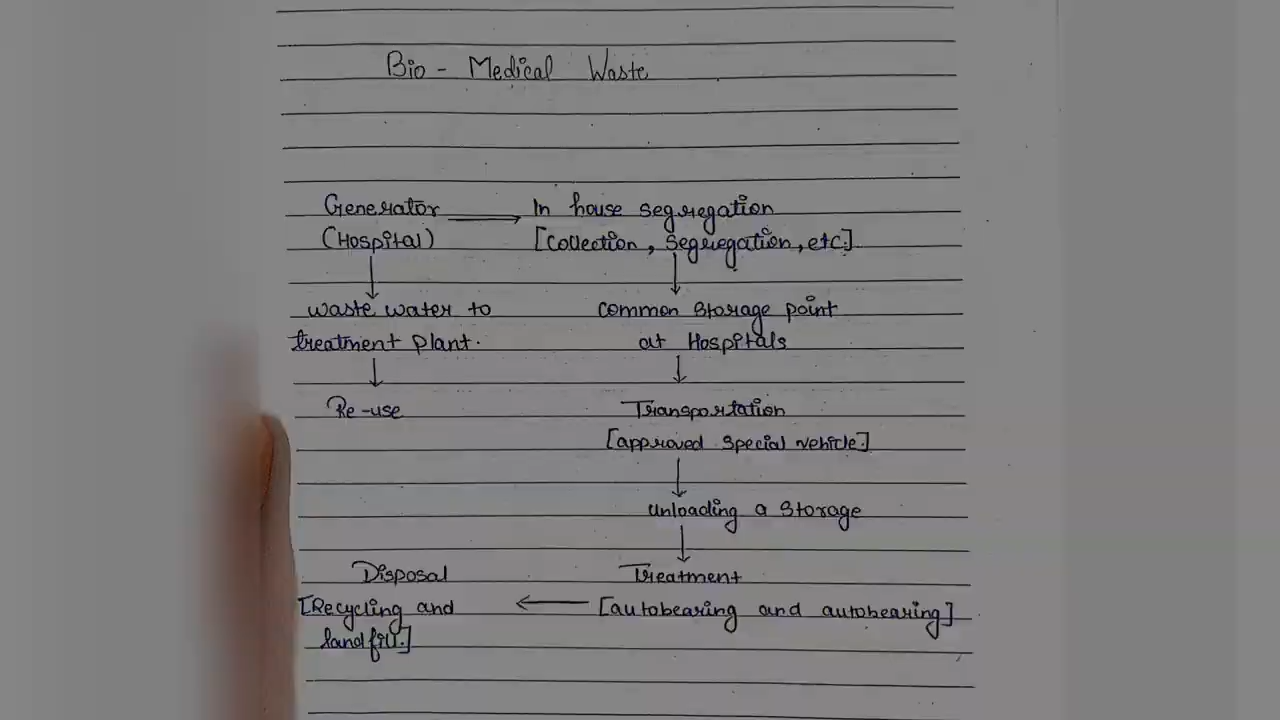 Bio - Medical Waste
Generator
(Hospital)
In house segregation
[collection, segregation, etc.]
waste water to
treatment plant.
Re-use
common storage point
at Hospitals
Transportation
[approved special vehicle.]
unloading a storage
Treatment
[autobearing and autobearing]
Disposal
[Recycling and
landfill.]